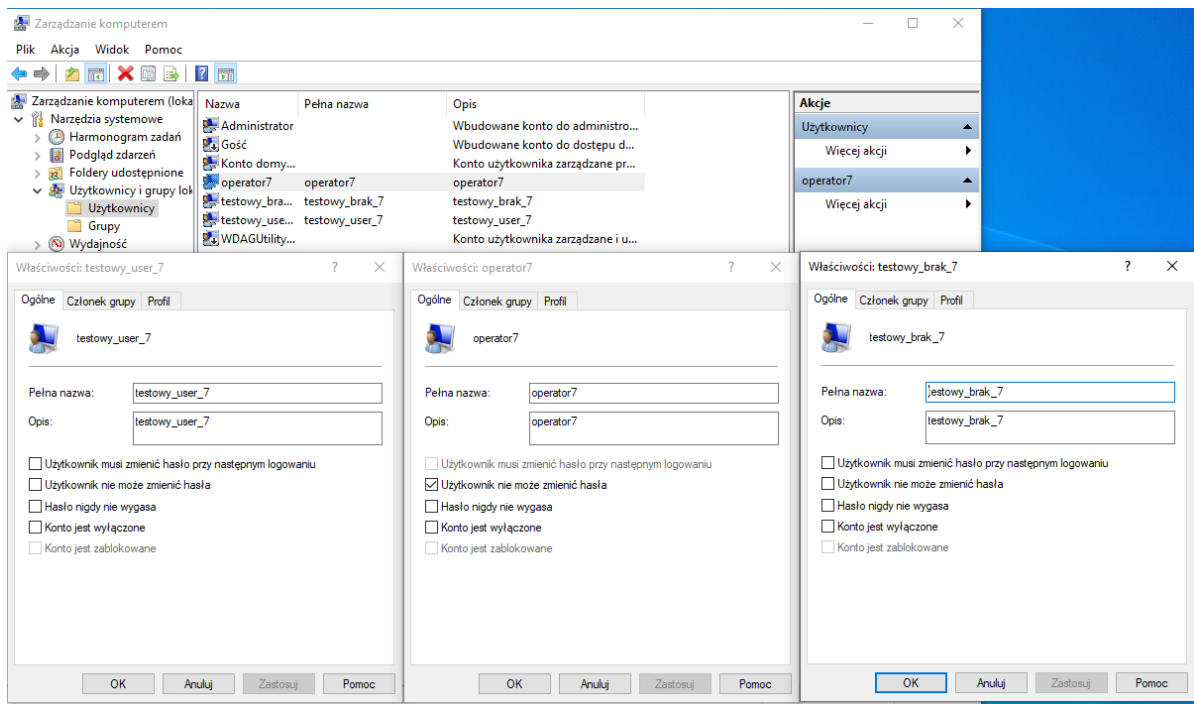 Zarządzanie komputerem
Plik Akcja Widok Pomoc
Zarządzanie komputerem (loka
Narzędzia systemowe
Harmonogram zadań
Podgląd zdarzeń
Foldery udostępnione
Użytkownicy i grupy lok
Użytkownicy
Grupy
Wydajność
Nazwa Pełna nazwa Opis
Administrator Wbudowane konto do administro...
Gość Wbudowane konto do dostępu d...
Konto domy... Konto użytkownika zarządzane pr...
operator7 operator7 operator7
testowy_bra... testowy_brak_7 testowy_brak_7
testowy_use... testowy_user_7 testowy_user_7
WDAGUtility... Konto użytkownika zarządzane i u...
Akcje
Użytkownicy
Więcej akcji
operator7
Więcej akcji
Właściwości: testowy_user_7 ? 
Ogólne Członek grupy Profil
testowy_user_7
Pełna nazwa: testowy_user_7
Opis: testowy_user_7
Użytkownik musi zmienić hasło przy następnym logowaniu
Użytkownik nie może zmienić hasła
Hasło nigdy nie wygasa
Konto jest wyłączone
Konto jest zablokowane
OK Anuluj Zastosuj Pomoc
Właściwości: operator7 ?
Ogólne Członek grupy Profil
operator7
Pełna nazwa: operator7
Opis: operator7
Użytkownik musi zmienić hasło przy następnym logowaniu
Użytkownik nie może zmienić hasła
Hasło nigdy nie wygasa
Konto jest wyłączone
Konto jest zablokowane
OK Anuluj Zastosuj Pomoc
Właściwości: testowy_brak_7 ?
Ogólne Członek grupy Profil
testowy_brak_7
Pełna nazwa: testowy_brak_7
Opis: testowy_brak_7
Użytkownik musi zmienić hasło przy następnym logowaniu
Użytkownik nie może zmienić hasła
Hasło nigdy nie wygasa
Konto jest wyłączone
Konto jest zablokowane
OK Anuluj Zastosuj Pomoc